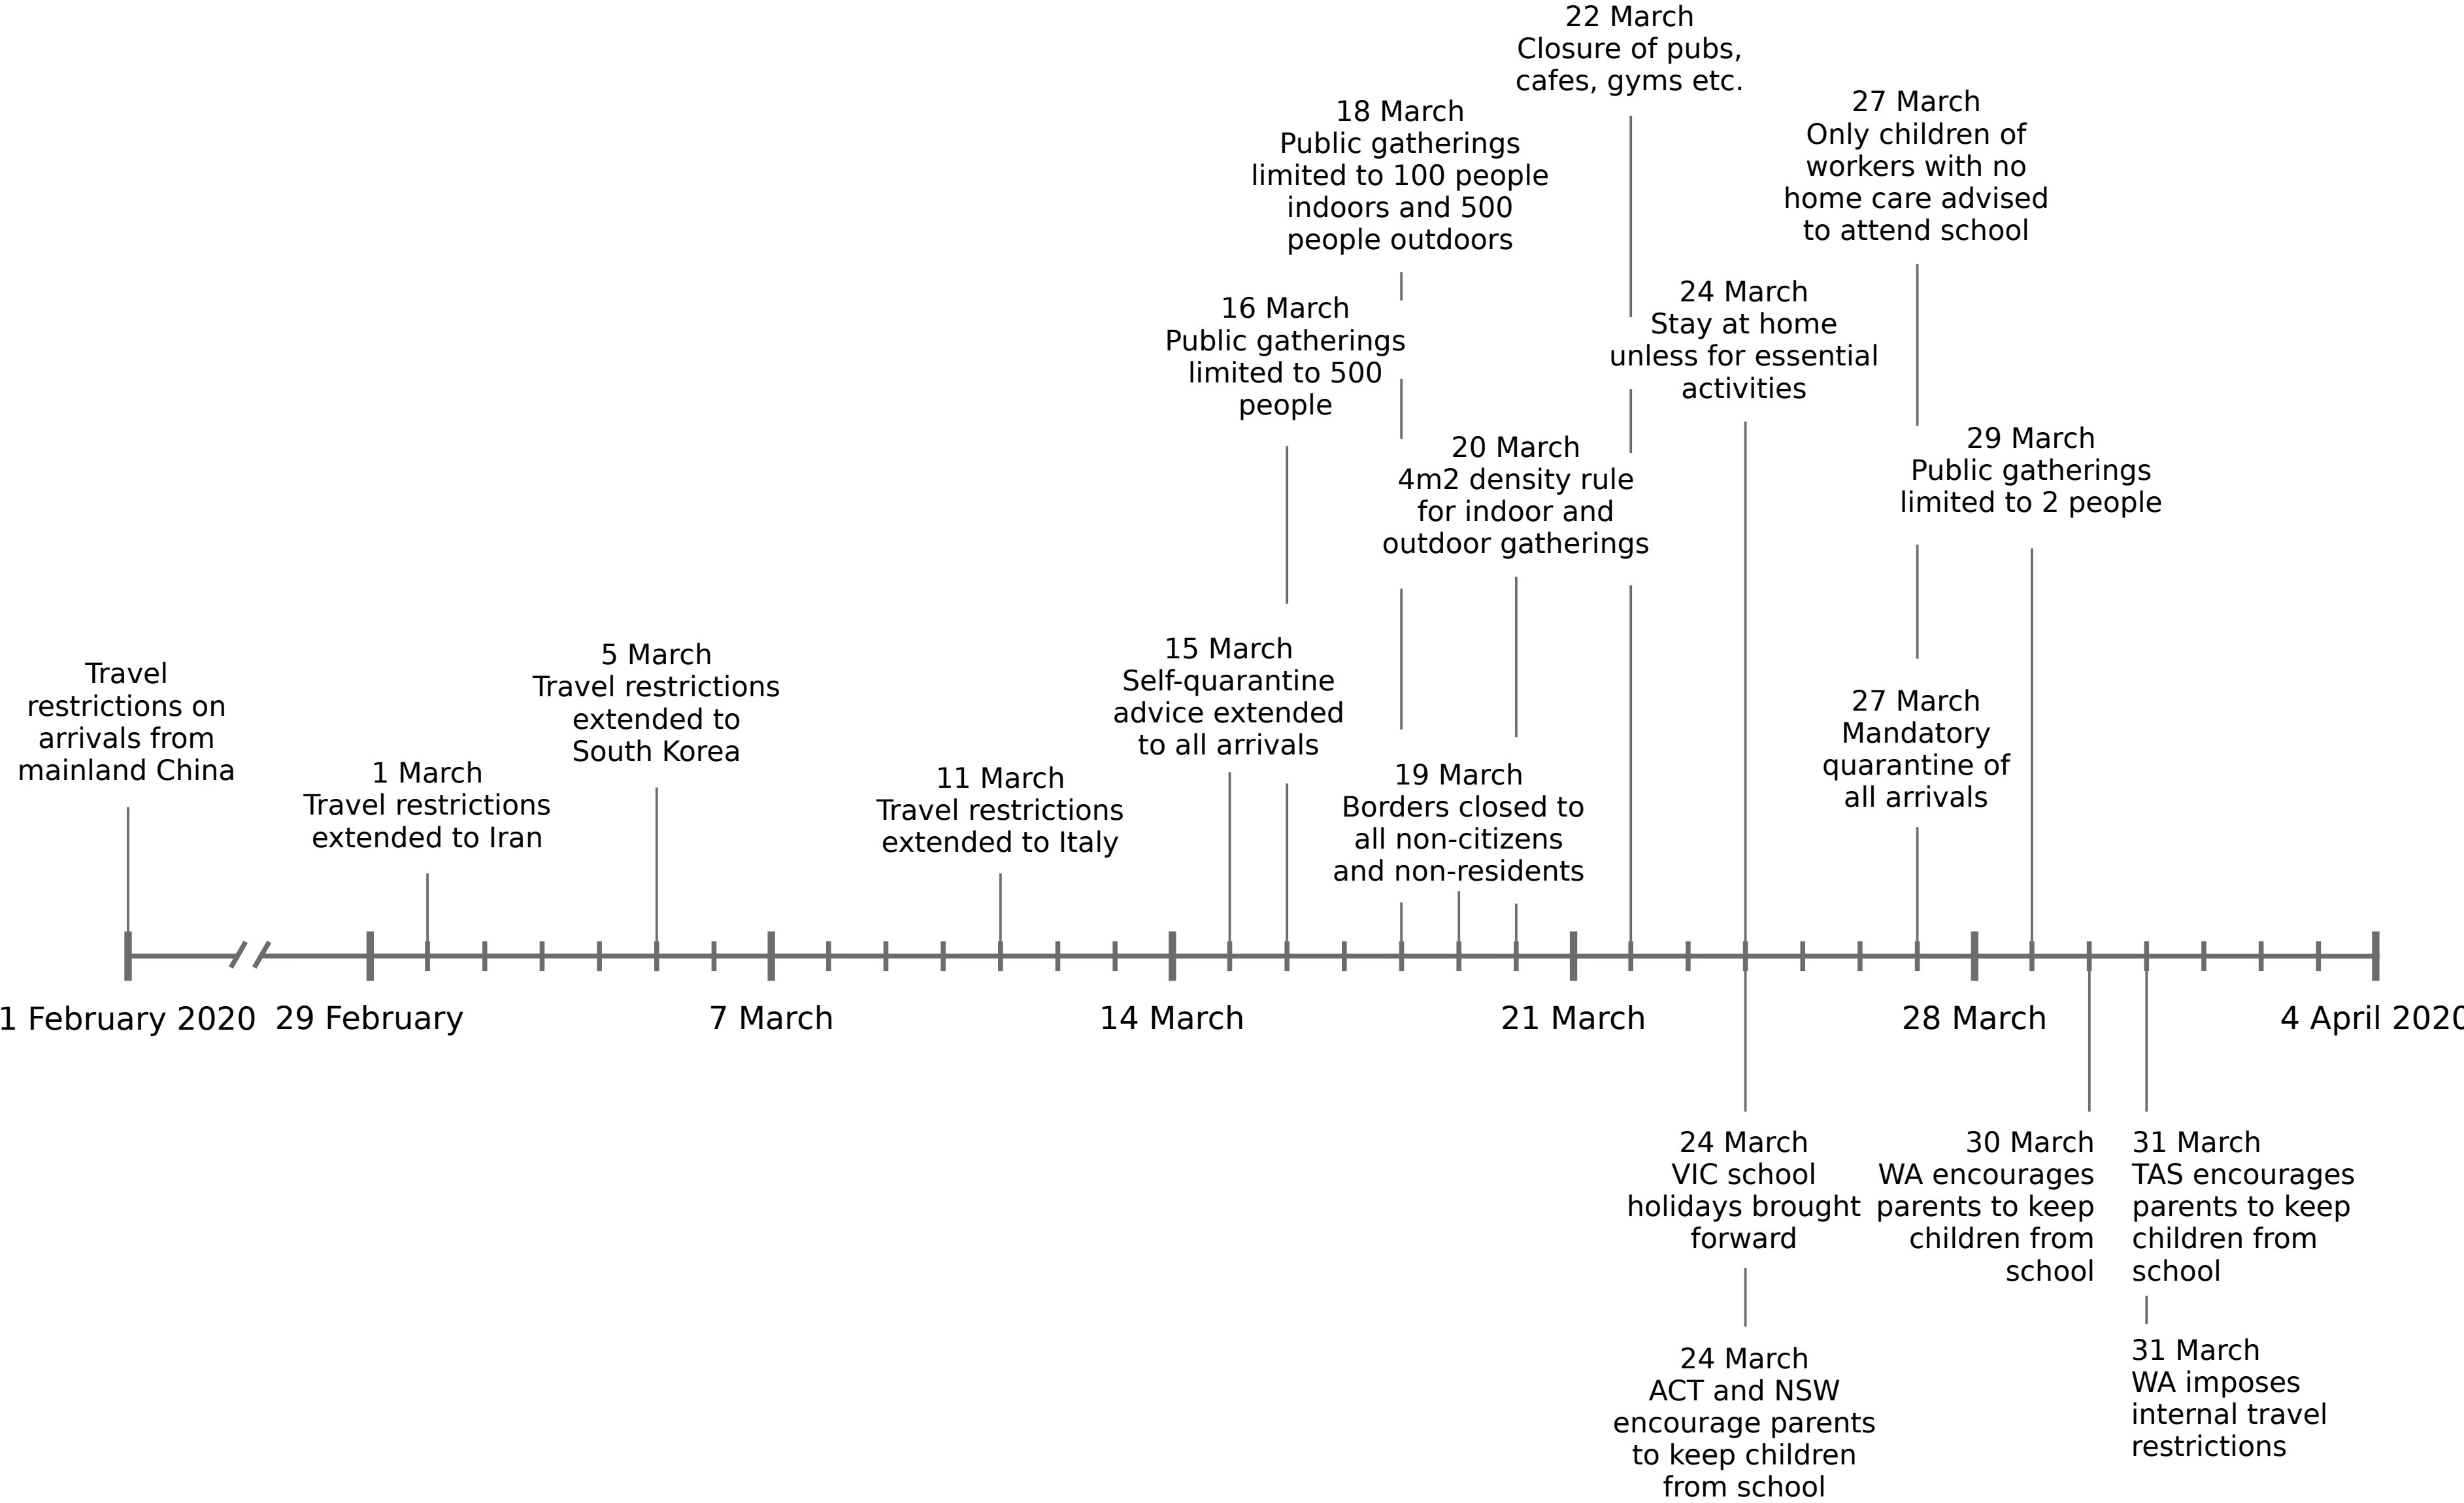 22 March
Closure of pubs,
cafes, gyms etc.
18 March
Public gatherings
limited to 100 people
indoors and 500
people outdoors
27 March
Only children of
workers with no
home care advised
to attend school
16 March
Public gatherings
limited to 500
people
24 March
Stay at home
unless for essential
activities
20 March
4m2 density rule
for indoor and
outdoor gatherings
29 March
Public gatherings
limited to 2 people
Travel
restrictions on
arrivals from
mainland China
1 March
Travel restrictions
extended to Iran
5 March
Travel restrictions
extended to
South Korea
11 March
Travel restrictions
extended to Italy
15 March
Self-quarantine
advice extended
to all arrivals
19 March
Borders closed to
all non-citizens
and non-residents
27 March
Mandatory
quarantine of
all arrivals
1 February 2020
29 February
7 March
14 March
21 March
28 March
4 April 2020
24 March
VIC school
holidays brought
forward
30 March
WA encourages
parents to keep
children from
school
31 March
TAS encourages
parents to keep
children from
school
24 March
ACT and NSW
encourage parents
to keep children
from school
31 March
WA imposes
internal travel
restrictions